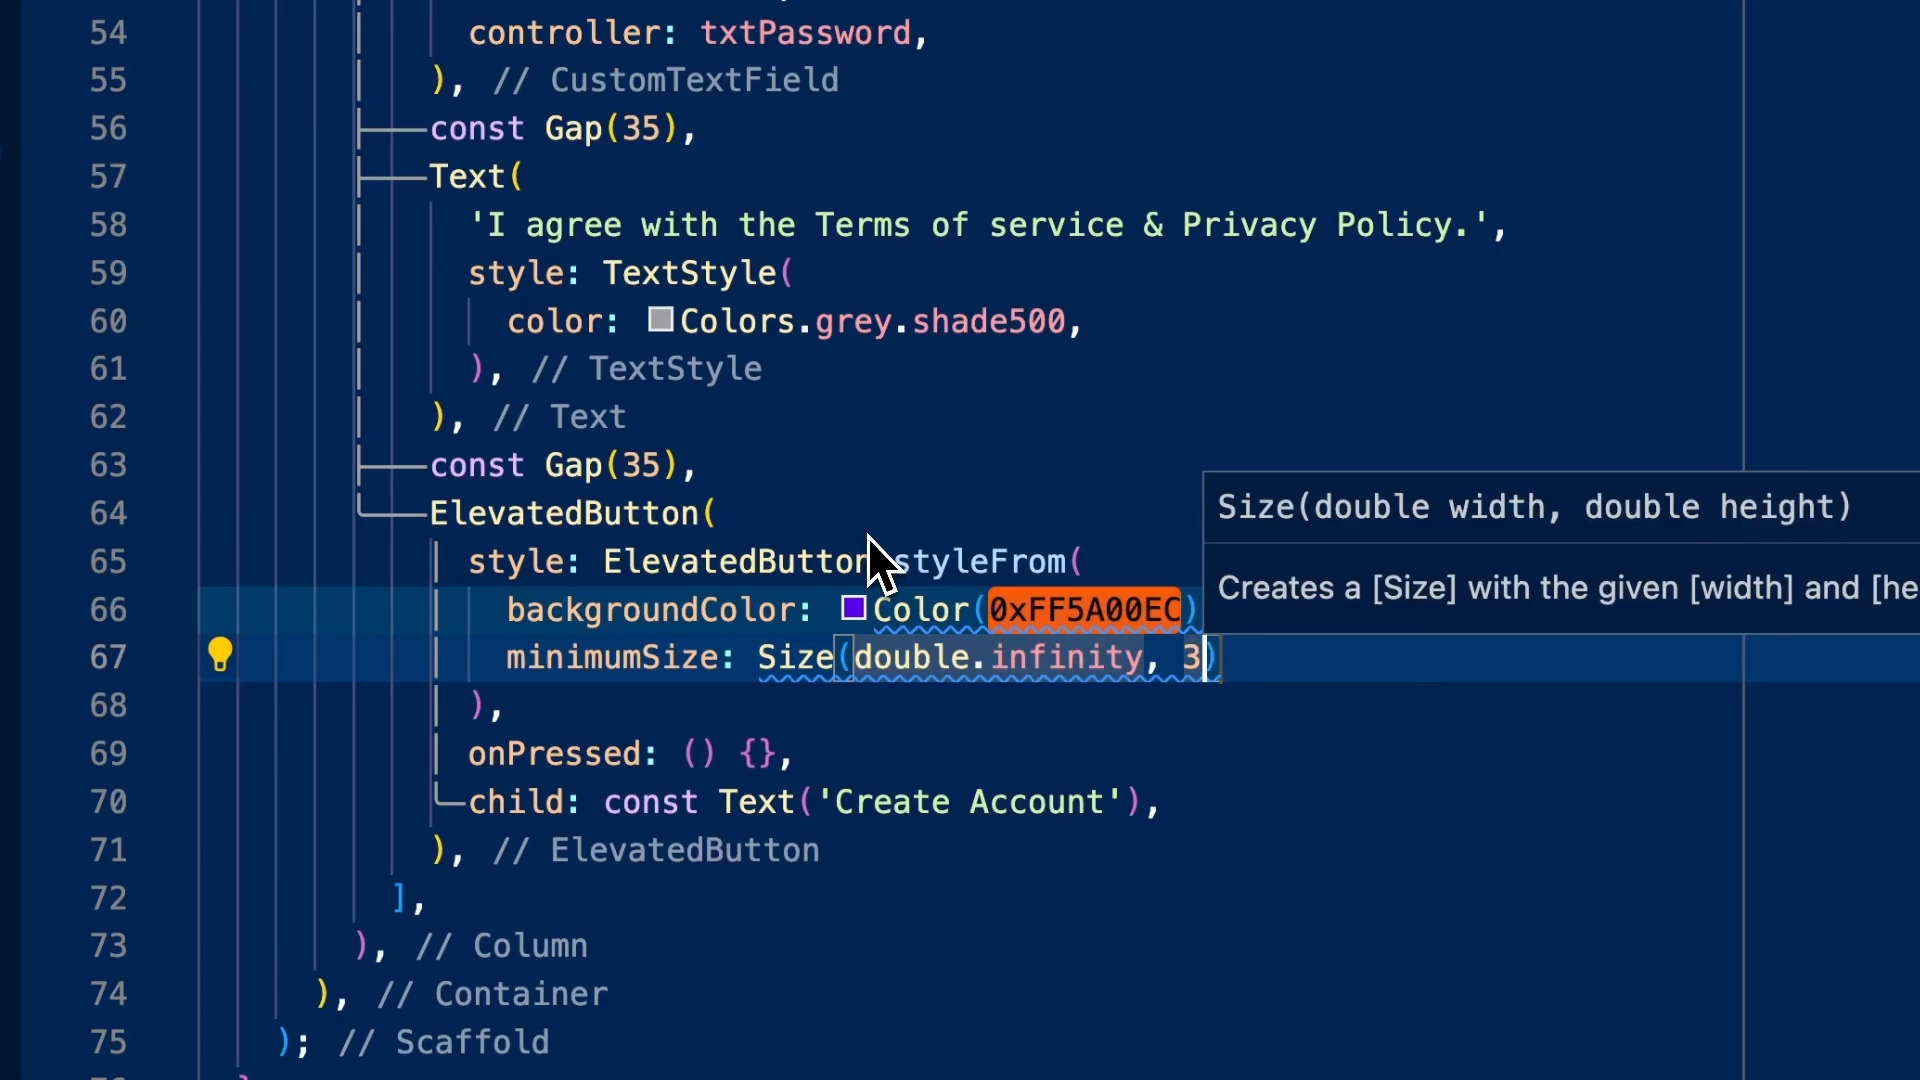 54 controller: txtPassword,
55 ), // CustomTextField
56 const Gap(35),
57 Text(
58 'I agree with the Terms of service & Privacy Policy.',
59 style: TextStyle(
60 color: Colors.grey.shade500,
61 ), // TextStyle
62 ), // Text
63 const Gap(35),
64 ElevatedButton(
Size(double width, double height)
65 style: ElevatedButton styleFrom(
Creates a [Size] with the given [width] and [he
66 backgroundColor: Color(0xFF5A00EC)
67 minimumSize: Size(double.infinity, 3)
68 ),
69 onPressed: () {},
70 child: const Text('Create Account'),
71 ), // ElevatedButton
72 ],
73 ), // Column
74 ), // Container
75 ); // Scaffold